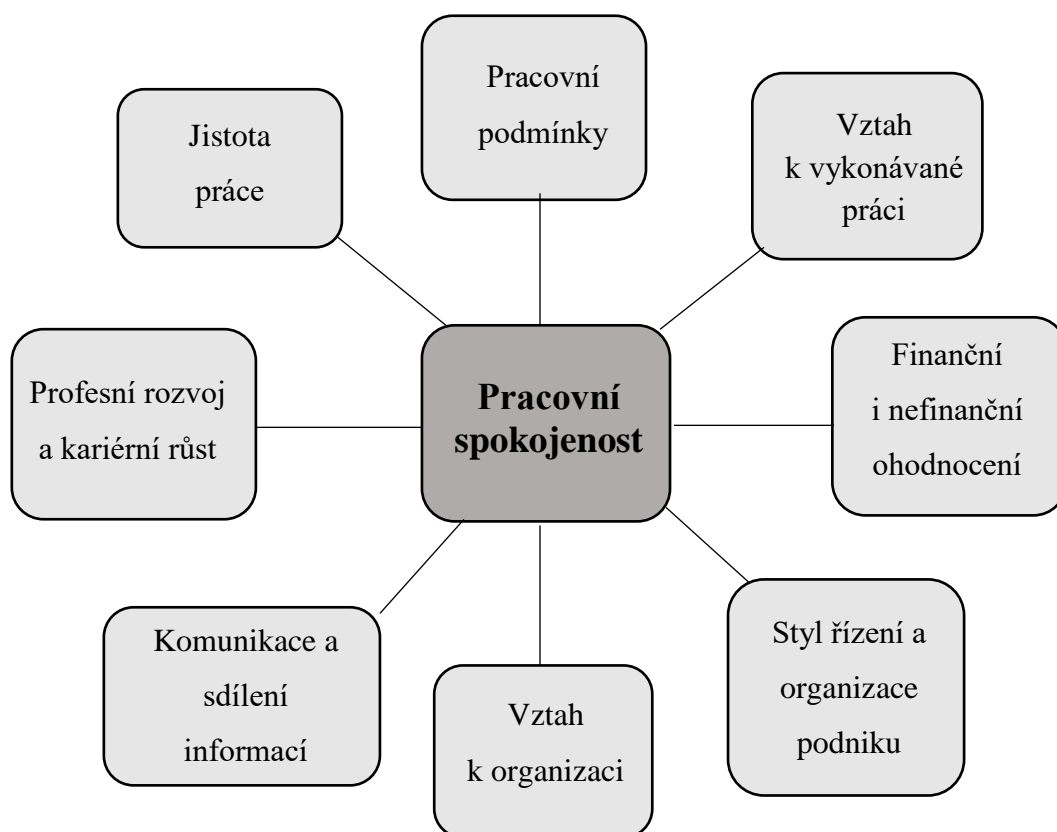 Pracovní
podmínky
Jistota
práce
Vztah
k vykonávané
práci
Profesní rozvoj
a kariérní růst
Pracovní
spokojenost
Finanční
i nefinanční
ohodnocení
Komunikace a
sdílení
informací
Vztah
k organizaci
Styl řízení a
organizace
podniku